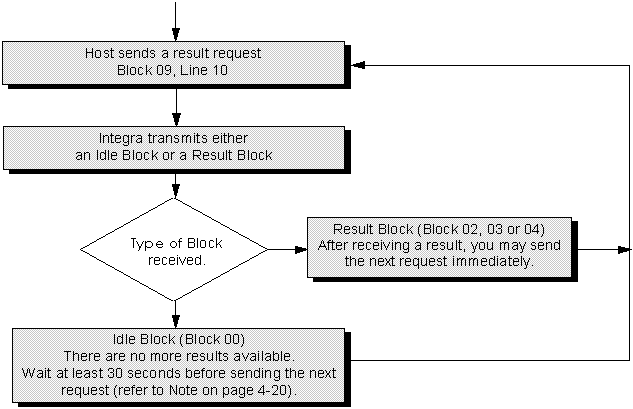 Host sends a result request
Block 09, Line 10
Integra transmits either
an Idle Block or a Result Block
Type of Block
received.
Result Block (Block 02, 03 or 04)
After receiving a result, you may send
the next request immediately.
Idle Block (Block 00)
There are no more results available.
Wait at least 30 seconds before sending the next
request (refer to Note on page 4-20).